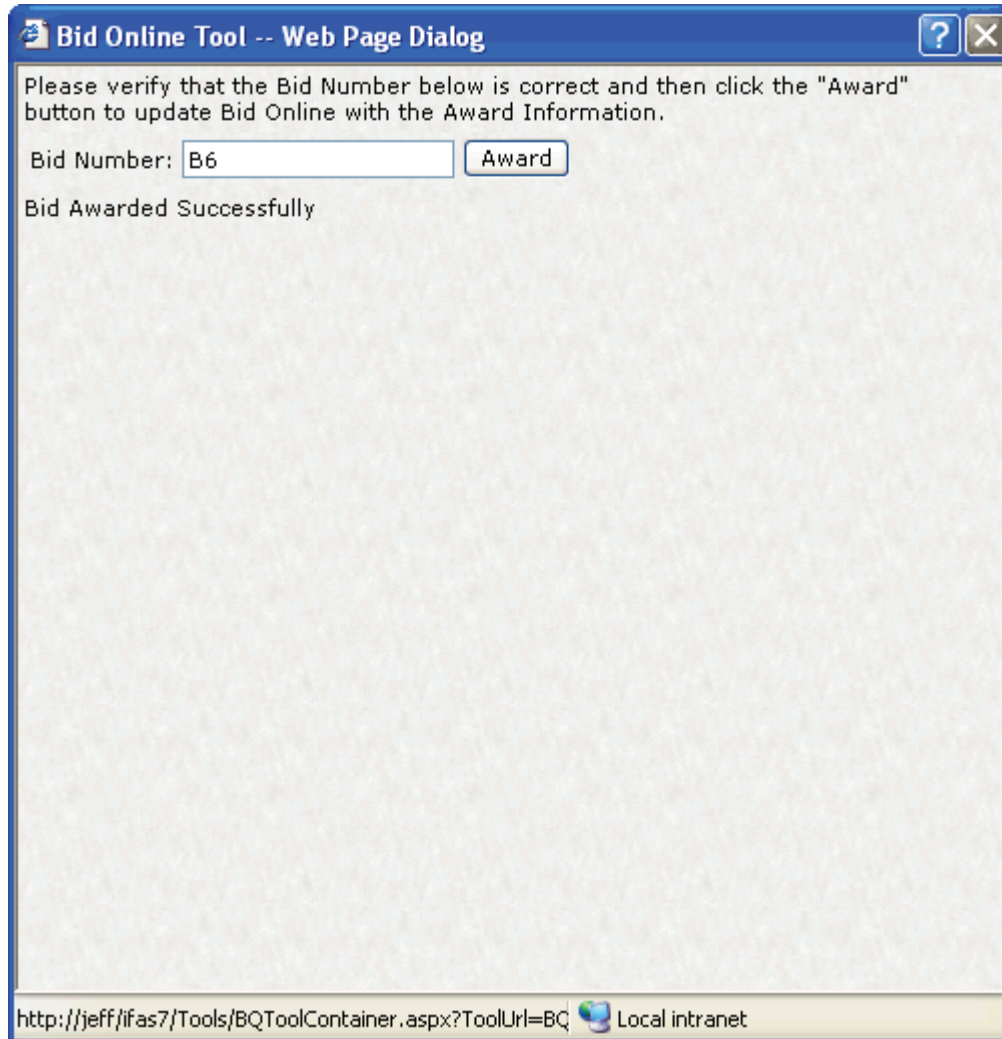 Bid Online Tool -- Web Page Dialog
Please verify that the Bid Number below is correct and then click the "Award"
button to update Bid Online with the Award Information.
Bid Number: B6 Award
Bid Awarded Successfully
http://jeff/ifas7/Tools/BQToolContainer.aspx?ToolUrl=BQ Local intranet